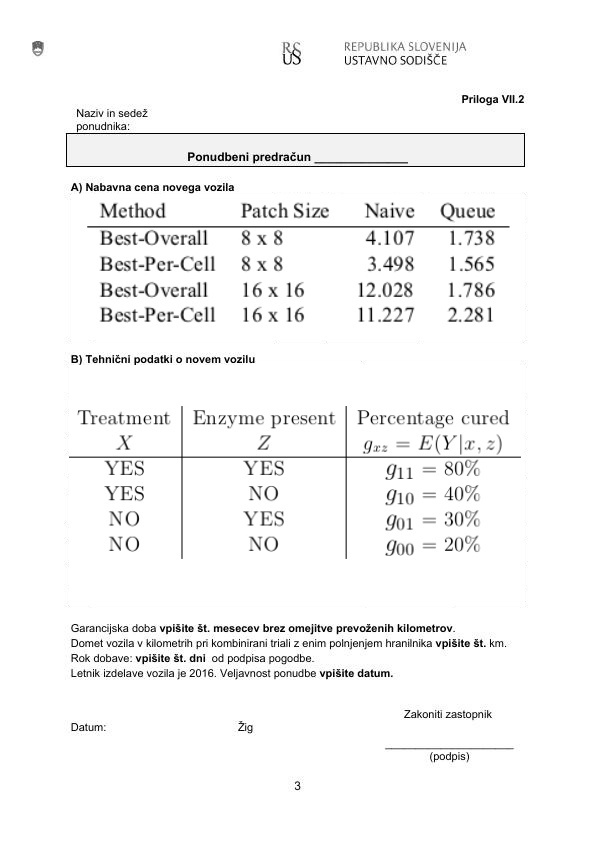 RS
US
REPUBLIKA SLOVENIJA
USTAVNO SODIŠČE
Priloga VII.2
Naziv in sedež
ponudnika:
Ponudbeni predračun ______________
A) Nabavna cena novega vozila
Method Patch Size Naive Queue
Best-Overall 8 x 8 4.107 1.738
Best-Per-Cell 8 x 8 3.498 1.565
Best-Overall 16 x 16 12.028 1.786
Best-Per-Cell 16 x 16 11.227 2.281
B) Tehnični podatki o novem vozilu
Treatment Enzyme present Percentage cured
X Z g_{xz} = E(Y|x, z)
YES YES g_{11} = 80%
YES NO g_{10} = 40%
NO YES g_{01} = 30%
NO NO g_{00} = 20%
Garancijska doba vpišite št. mesecev brez omejitve prevoženih kilometrov.
Domet vozila v kilometrih pri kombinirani triali z enim polnjenjem hranilnika vpišite št. km.
Rok dobave: vpišite št. dni od podpisa pogodbe.
Letnik izdelave vozila je 2016. Veljavnost ponudbe vpišite datum.
Zakoniti zastopnik
Datum: Žig
_____________________
(podpis)
3